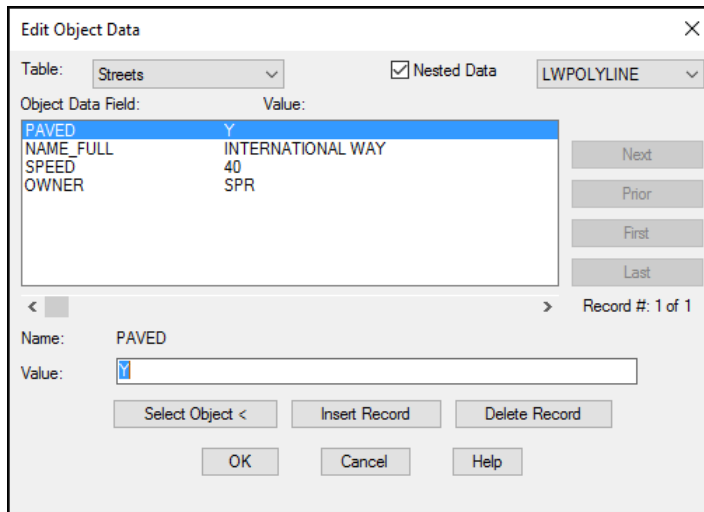 Edit Object Data
Table: Streets Nested Data LWPOLYLINE
Object Data Field: Value:
PAVED Y
NAME_FULL INTERNATIONAL WAY
SPEED 40
OWNER SPR
Next
Prior
First
Last
Record #: 1 of 1
Name: PAVED
Value: Y
Select Object < Insert Record Delete Record
OK Cancel Help